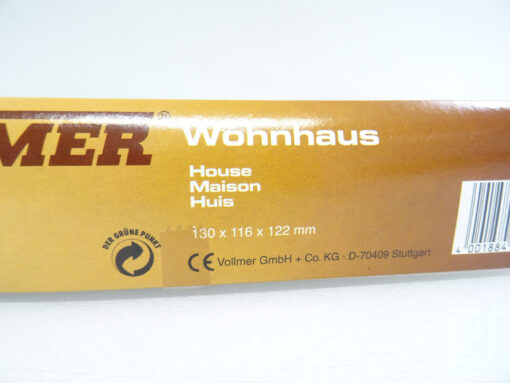 MER®
Wohnhaus
House
Maison
Huis
130 x 116 x 122 mm
DER GRÜNE PUNKT
CE Vollmer GmbH + Co. KG · D-70409 Stuttgart
4 001884